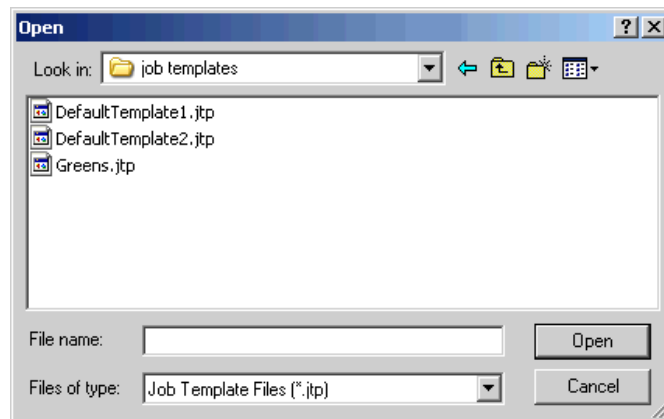 Open
Look in: job templates
DefaultTemplate1.jtp
DefaultTemplate2.jtp
Greens.jtp
File name: Open
Files of type: Job Template Files (*.jtp) Cancel